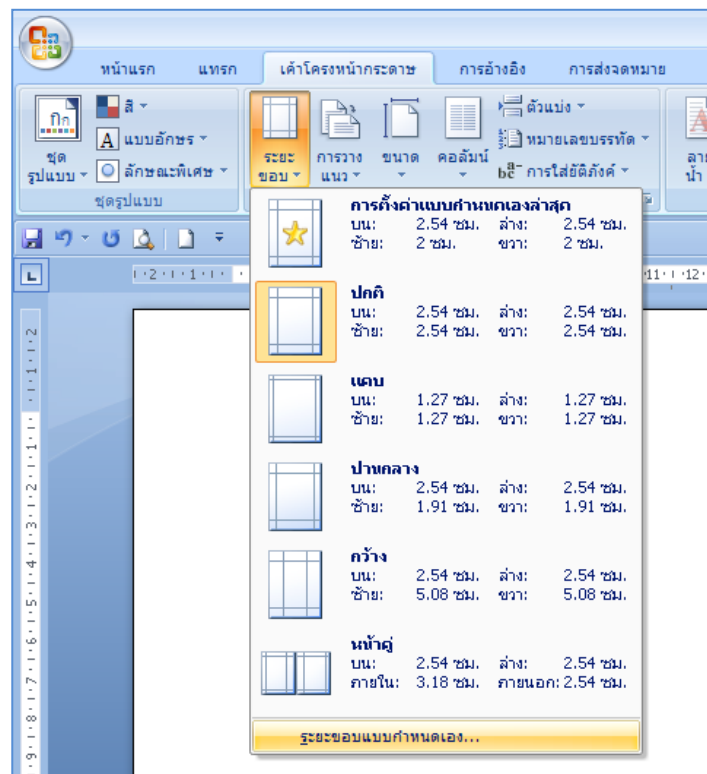 หน้าแรก แทรก เค้าโครงหน้ากระดาษ การอ้างอิง การส่งจดหมาย
สี
แบบอักษร
ลักษณะพิเศษ
ชุด
รูปแบบ
ระยะ
ขอบ
การวาง
แนว
ขนาด
คอลัมน์
ตัวแบ่ง
หมายเลขบรรทัด
การใส่ยัติภังค์
ชุดรูปแบบ
การตั้งค่าแบบกำหนดเองล่าสุด
บน: 2.54 ซม. ล่าง: 2.54 ซม.
ซ้าย: 2 ซม. ขวา: 2 ซม.
ปกติ
บน: 2.54 ซม. ล่าง: 2.54 ซม.
ซ้าย: 2.54 ซม. ขวา: 2.54 ซม.
แคบ
บน: 1.27 ซม. ล่าง: 1.27 ซม.
ซ้าย: 1.27 ซม. ขวา: 1.27 ซม.
ปานกลาง
บน: 2.54 ซม. ล่าง: 2.54 ซม.
ซ้าย: 1.91 ซม. ขวา: 1.91 ซม.
กว้าง
บน: 2.54 ซม. ล่าง: 2.54 ซม.
ซ้าย: 5.08 ซม. ขวา: 5.08 ซม.
หน้าคู่
บน: 2.54 ซม. ล่าง: 2.54 ซม.
ภายใน: 3.18 ซม. ภายนอก: 2.54 ซม.
ระยะขอบแบบกำหนดเอง...